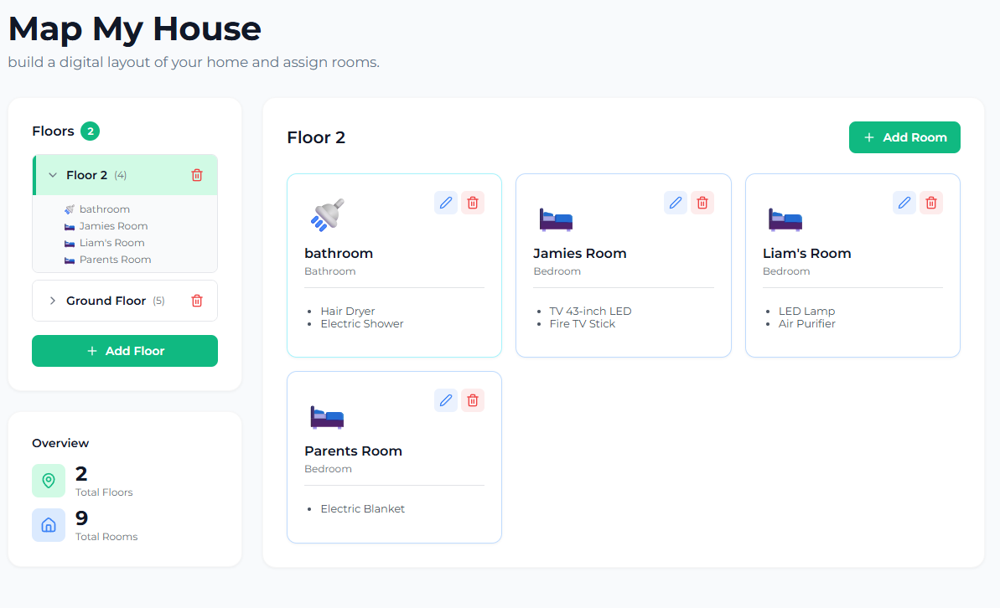 Map My House
build a digital layout of your home and assign rooms.
Floors 2
Floor 2 (4)
bathroom
Jamies Room
Liam's Room
Parents Room
Ground Floor (5)
+ Add Floor
Overview
2
Total Floors
9
Total Rooms
Floor 2
+ Add Room
bathroom
Bathroom
• Hair Dryer
• Electric Shower
Jamies Room
Bedroom
• TV 43-inch LED
• Fire TV Stick
Liam's Room
Bedroom
• LED Lamp
• Air Purifier
Parents Room
Bedroom
• Electric Blanket